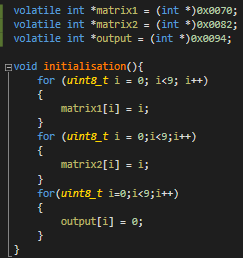 volatile int *matrix1 = (int *)0x0070;
volatile int *matrix2 = (int *)0x0082;
volatile int *output = (int *)0x0094;
void initialisation(){
for (uint8_t i = 0; i<9; i++)
{
matrix1[i] = i;
}
for (uint8_t i = 0;i<9;i++)
{
matrix2[i] = i;
}
for(uint8_t i=0;i<9;i++)
{
output[i] = 0;
}
}